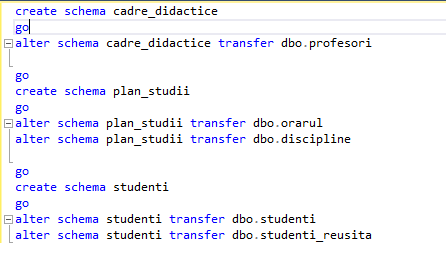 create schema cadre_didactice
go
alter schema cadre_didactice transfer dbo.profesori
go
create schema plan_studii
go
alter schema plan_studii transfer dbo.orarul
alter schema plan_studii transfer dbo.discipline
go
create schema studenti
go
alter schema studenti transfer dbo.studenti
alter schema studenti transfer dbo.studenti_reusita